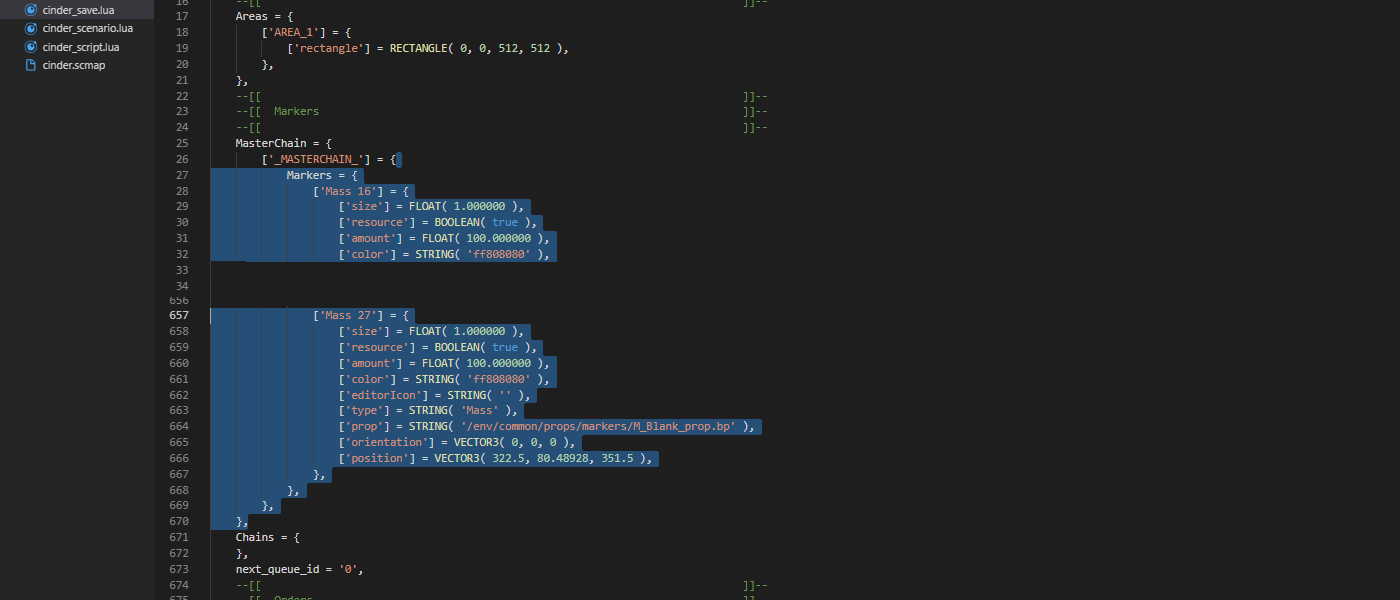 cinder_save.lua
cinder_scenario.lua
cinder_script.lua
cinder.scmap
16 --[[ ]]--
17 Areas = {
18 ['AREA_1'] = {
19 ['rectangle'] = RECTANGLE( 0, 0, 512, 512 ),
20 },
21 },
22 --[[ ]]--
23 --[[ Markers ]]--
24 --[[ ]]--
25 MasterChain = {
26 ['_MASTERCHAIN_'] = {
27 Markers = {
28 ['Mass 16'] = {
29 ['size'] = FLOAT( 1.000000 ),
30 ['resource'] = BOOLEAN( true ),
31 ['amount'] = FLOAT( 100.000000 ),
32 ['color'] = STRING( 'ff808080' ),
33
34
656
657 ['Mass 27'] = {
658 ['size'] = FLOAT( 1.000000 ),
659 ['resource'] = BOOLEAN( true ),
660 ['amount'] = FLOAT( 100.000000 ),
661 ['color'] = STRING( 'ff808080' ),
662 ['editorIcon'] = STRING( '' ),
663 ['type'] = STRING( 'Mass' ),
664 ['prop'] = STRING( '/env/common/props/markers/M_Blank_prop.bp' ),
665 ['orientation'] = VECTOR3( 0, 0, 0 ),
666 ['position'] = VECTOR3( 322.5, 80.48928, 351.5 ),
667 },
668 },
669 },
670 },
671 Chains = {
672 },
673 next_queue_id = '0',
674 --[[ ]]--
675 --[[ Orders ]]--